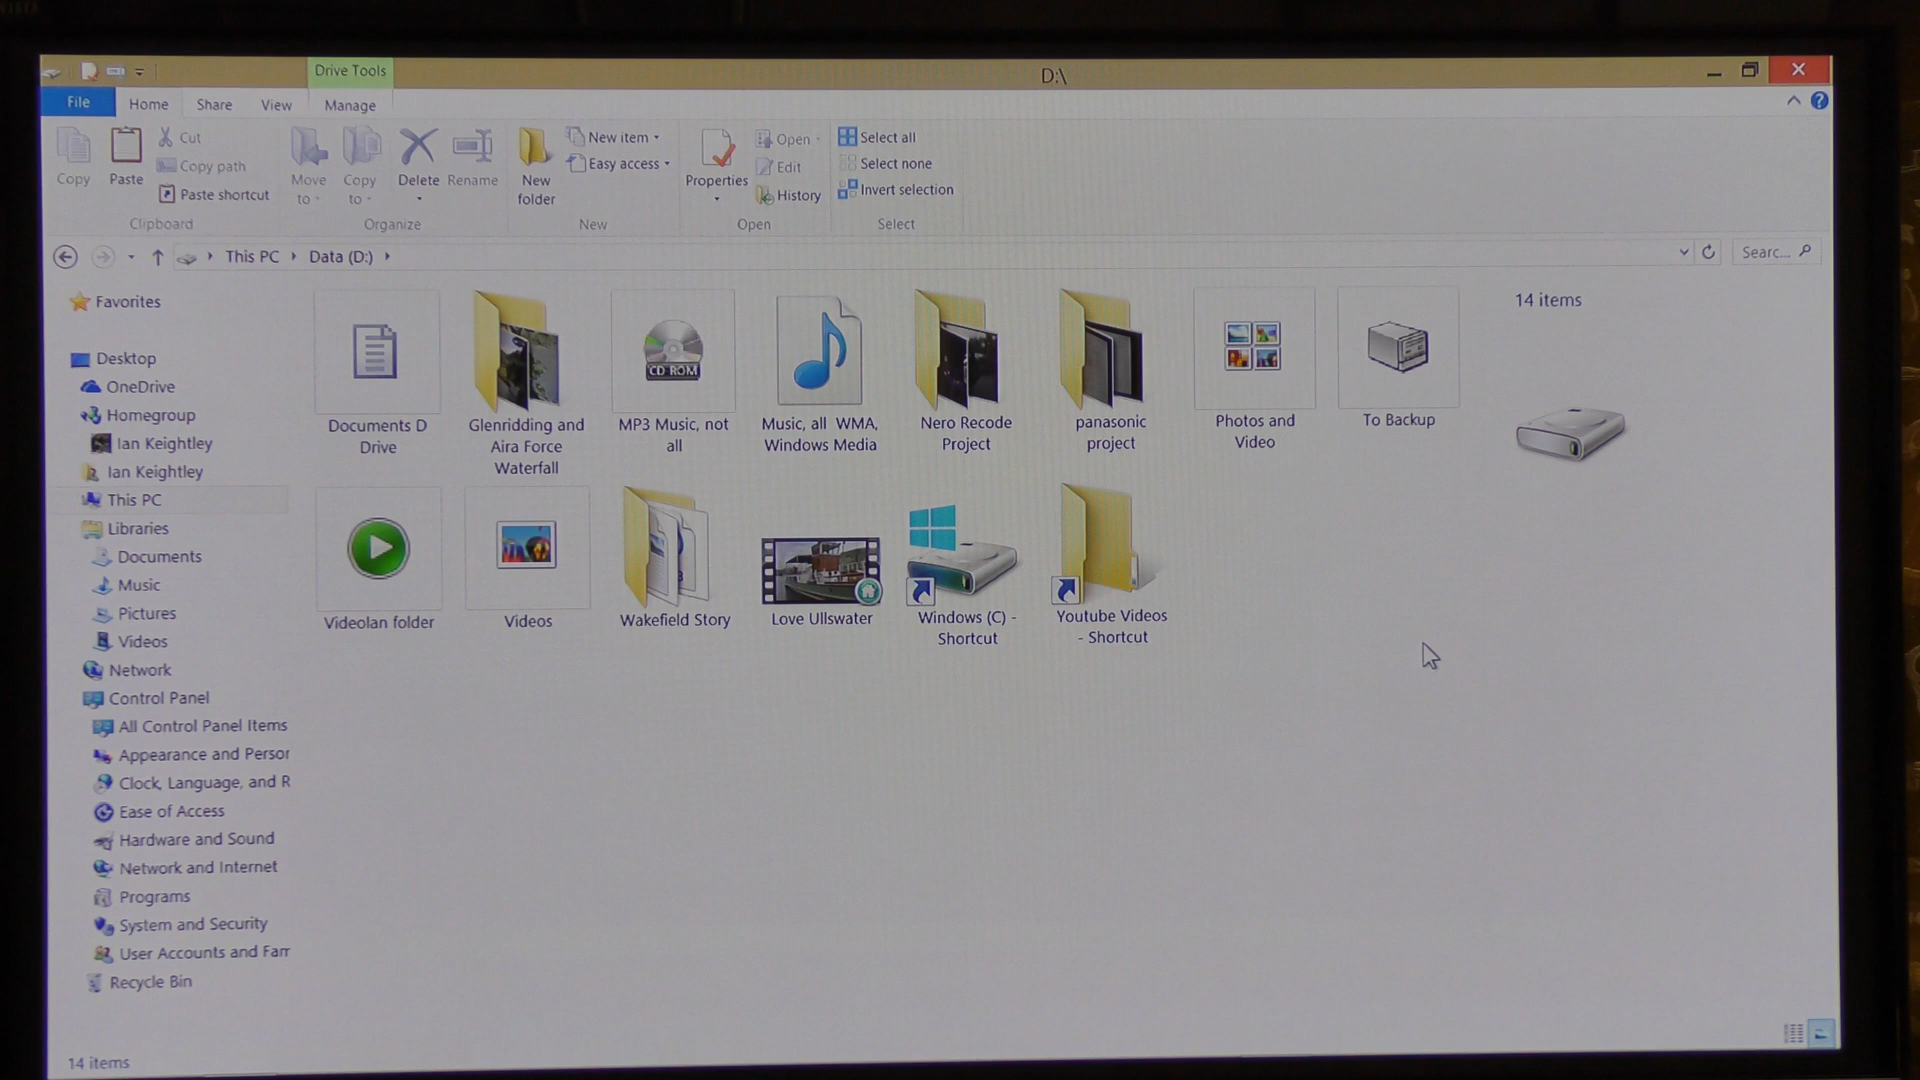 Drive Tools
D:\
File
Home
Share
View
Manage
Copy
Paste
Cut
Copy path
Paste shortcut
Clipboard
Move
to
Copy
to
Delete
Rename
Organize
New
folder
New item
Easy access
New
Properties
Open
Edit
History
Open
Select all
Select none
Invert selection
Select
This PC
Data (D:)
Searc...
Favorites
Desktop
OneDrive
Homegroup
Ian Keightley
Ian Keightley
This PC
Libraries
Documents
Music
Pictures
Videos
Network
Control Panel
All Control Panel Items
Appearance and Persor
Clock, Language, and R
Ease of Access
Hardware and Sound
Network and Internet
Programs
System and Security
User Accounts and Fam
Recycle Bin
Documents D
Drive
Glenridding and
Aira Force
Waterfall
CD ROM
MP3 Music, not
all
Music, all WMA,
Windows Media
Nero Recode
Project
panasonic
project
Photos and
Video
To Backup
14 items
Videolan folder
Videos
Wakefield Story
Love Ullswater
Windows (C) -
Shortcut
Youtube Videos
- Shortcut
14 items